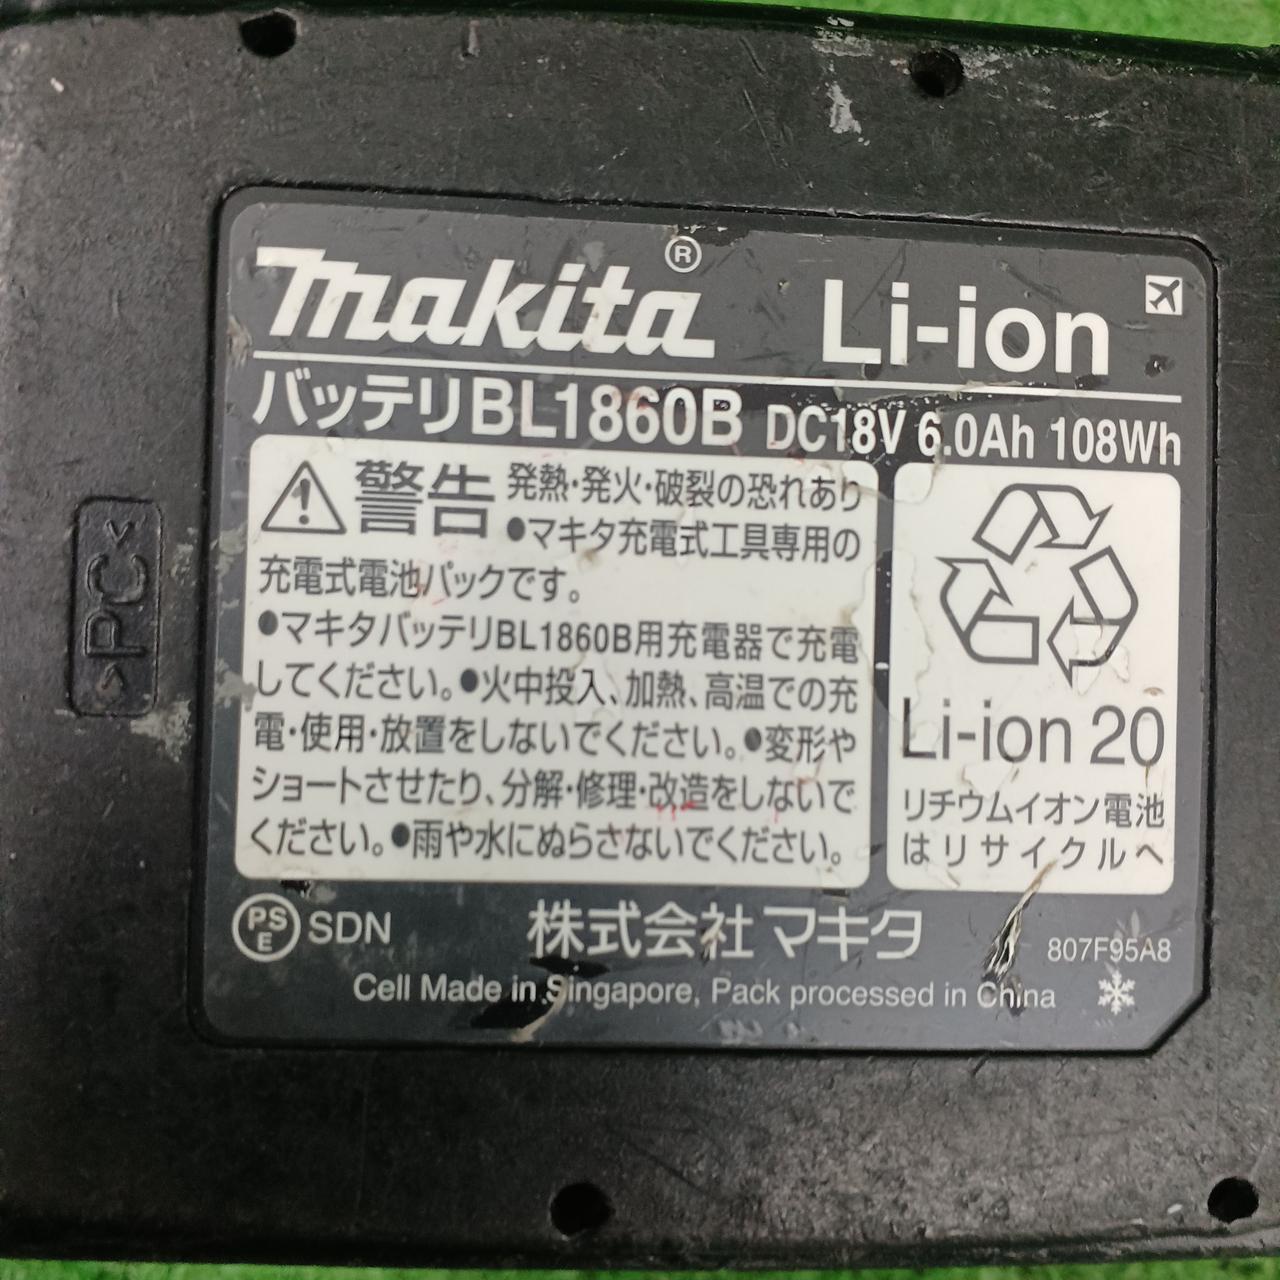 makita® Li-ion
バッテリBL1860B DC18V 6.0Ah 108Wh
警告 発熱・発火・破裂の恐れあり
●マキタ充電式工具専用の
充電式電池パックです。
●マキタバッテリBL1860B用充電器で充電
してください。●火中投入、加熱、高温での充
電・使用・放置をしないでください。●変形や
ショートさせたり、分解・修理・改造をしないで
ください。●雨や水にぬらさないでください。
Li-ion 20
リチウムイオン電池
はリサイクルへ
PSE SDN 株式会社マキタ 807F95A8
Cell Made in Singapore, Pack processed in China
>PC<